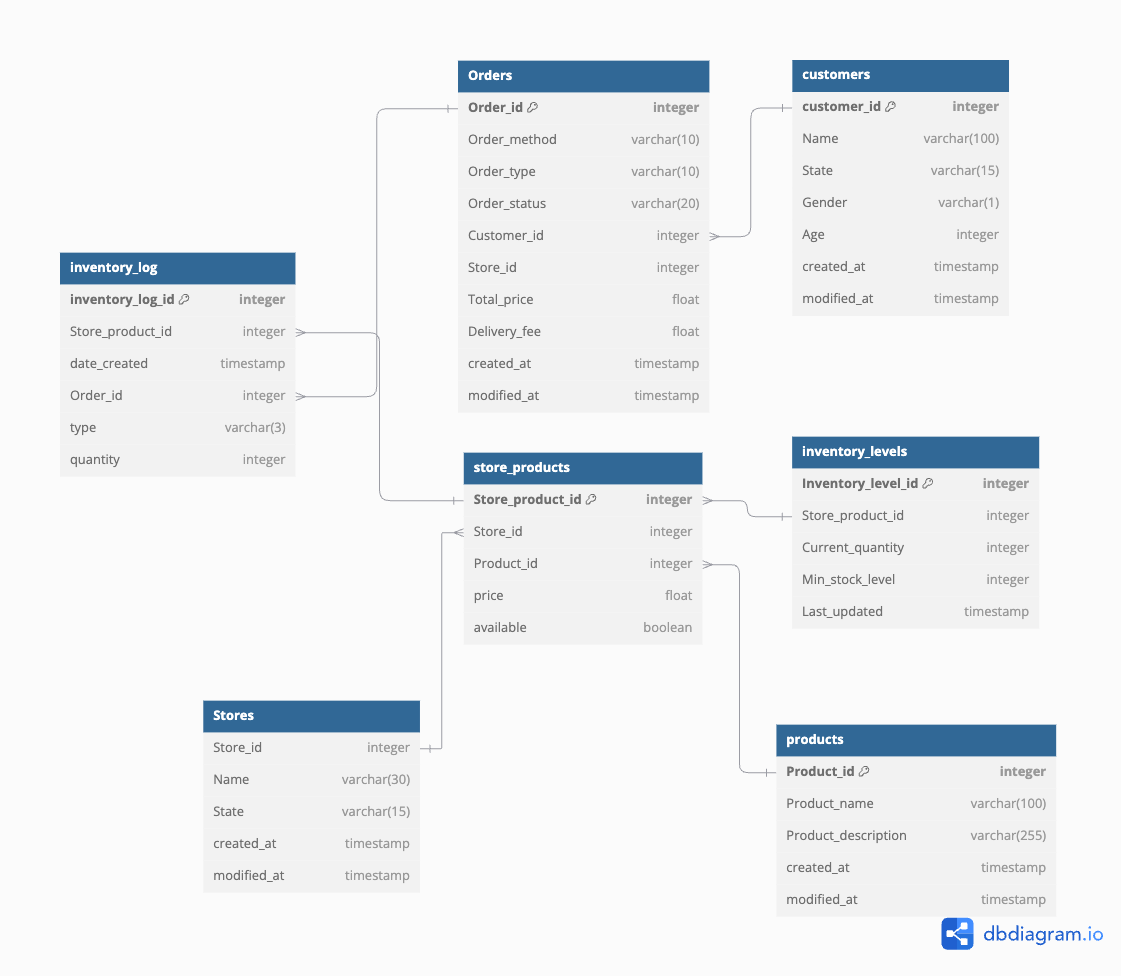 Orders
Order_id integer
Order_method varchar(10)
Order_type varchar(10)
Order_status varchar(20)
Customer_id integer
Store_id integer
Total_price float
Delivery_fee float
created_at timestamp
modified_at timestamp
customers
customer_id integer
Name varchar(100)
State varchar(15)
Gender varchar(1)
Age integer
created_at timestamp
modified_at timestamp
inventory_log
inventory_log_id integer
Store_product_id integer
date_created timestamp
Order_id integer
type varchar(3)
quantity integer
store_products
Store_product_id integer
Store_id integer
Product_id integer
price float
available boolean
inventory_levels
Inventory_level_id integer
Store_product_id integer
Current_quantity integer
Min_stock_level integer
Last_updated timestamp
Stores
Store_id integer
Name varchar(30)
State varchar(15)
created_at timestamp
modified_at timestamp
products
Product_id integer
Product_name varchar(100)
Product_description varchar(255)
created_at timestamp
modified_at timestamp
dbdiagram.io